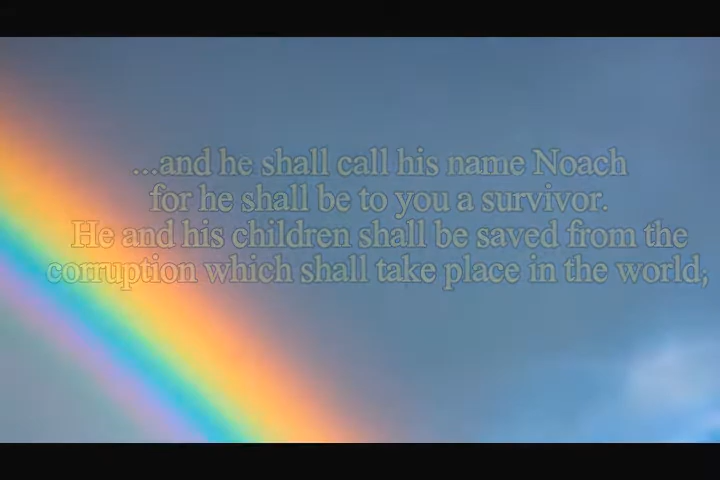 ...and he shall call his name Noach
for he shall be to you a survivor.
He and his children shall be saved from the
corruption which shall take place in the world;